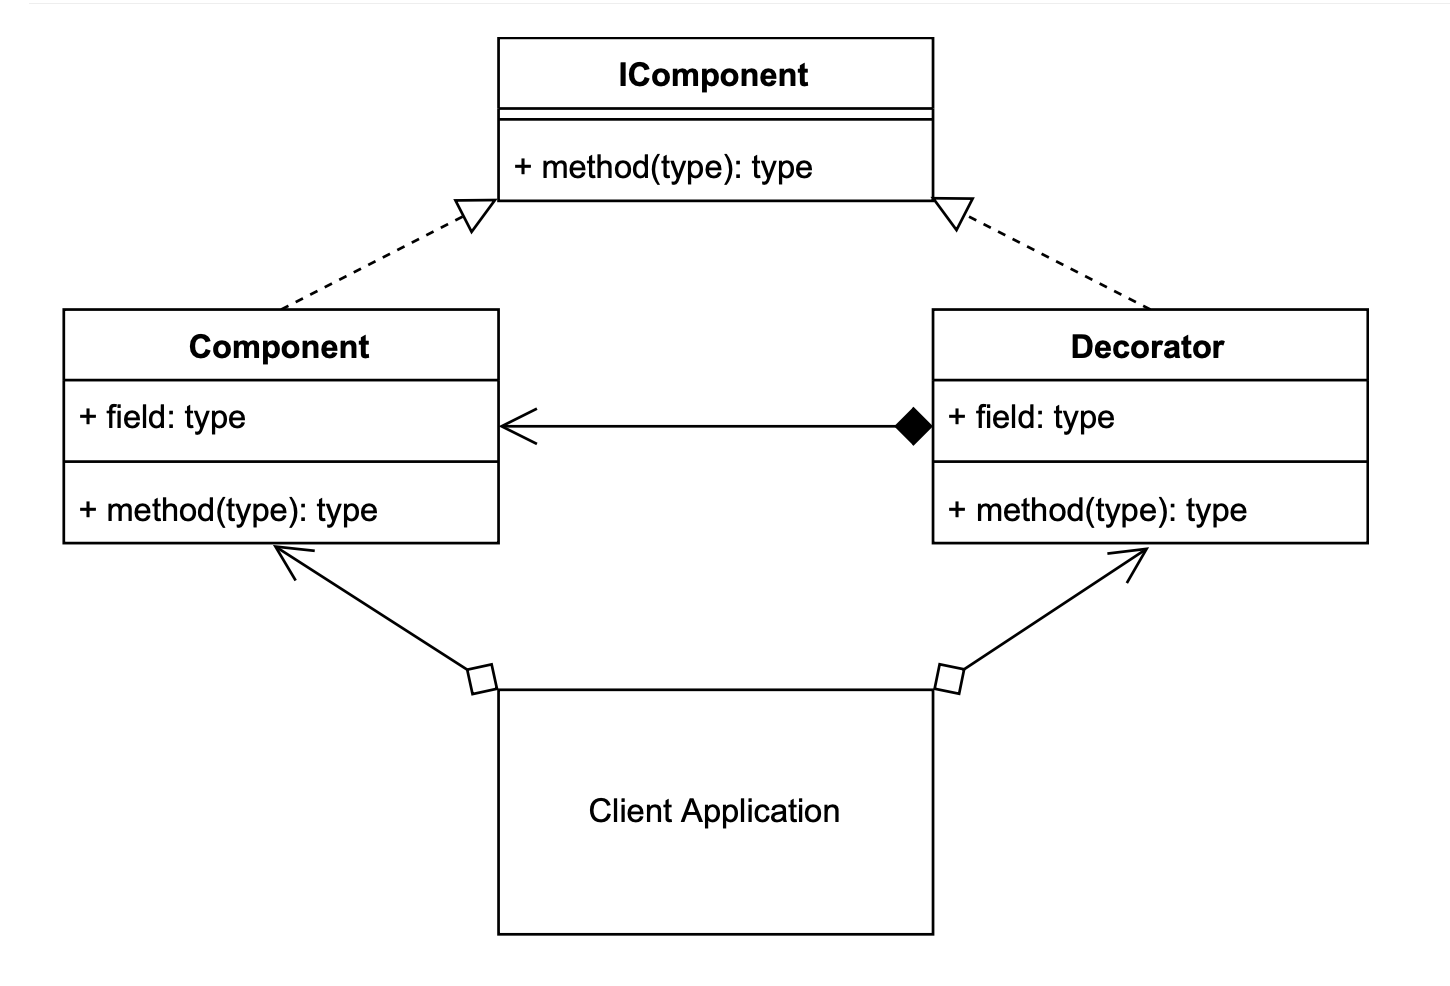 IComponent
+ method(type): type
Component
+ field: type
+ method(type): type
Decorator
+ field: type
+ method(type): type
Client Application